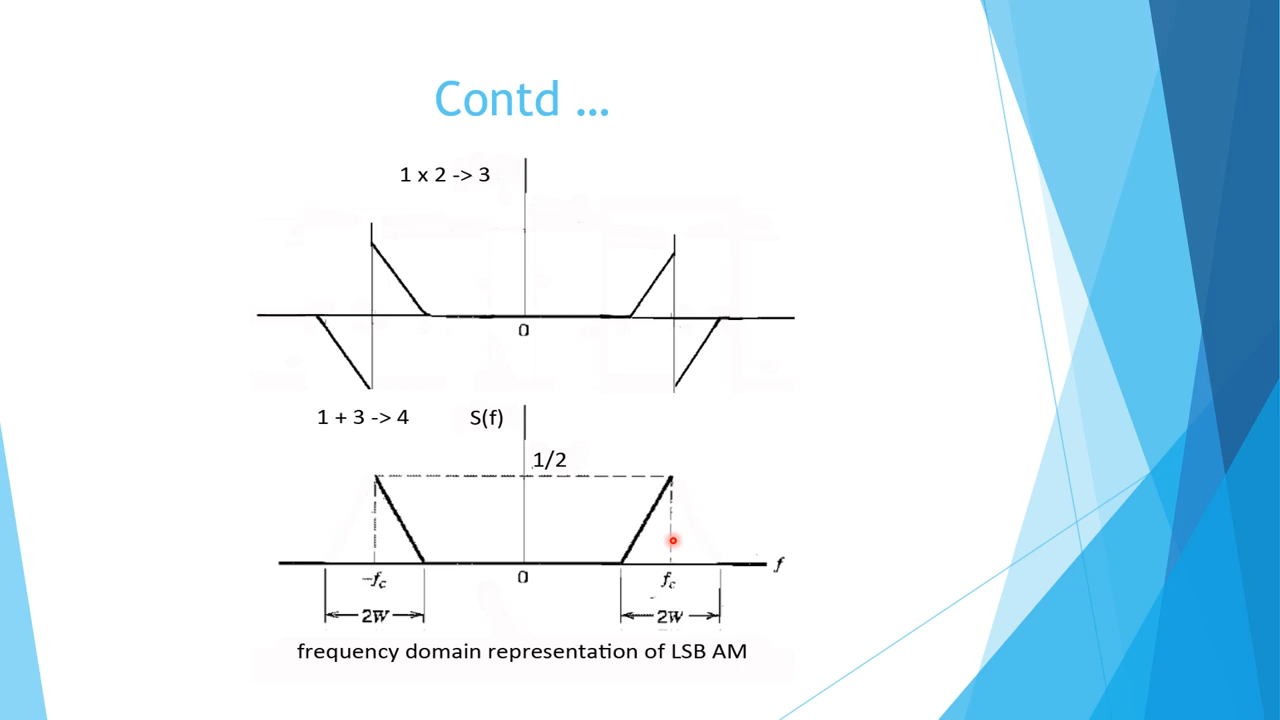 Contd ...
1 x 2 -> 3
0
1 + 3 -> 4
S(f)
1/2
f
-fc
0
fc
2W
2W
frequency domain representation of LSB AM